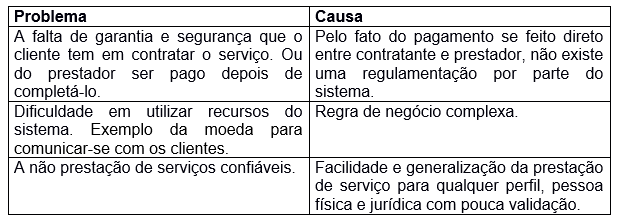 Problema
Causa
A falta de garantia e segurança que o
cliente tem em contratar o serviço. Ou
do prestador ser pago depois de
completá-lo.
Pelo fato do pagamento se feito direto
entre contratante e prestador, não existe
uma regulamentação por parte do
sistema.
Dificuldade em utilizar recursos do
sistema. Exemplo da moeda para
comunicar-se com os clientes.
Regra de negócio complexa.
A não prestação de serviços confiáveis.
Facilidade e generalização da prestação
de serviço para qualquer perfil, pessoa
física e jurídica com pouca validação.